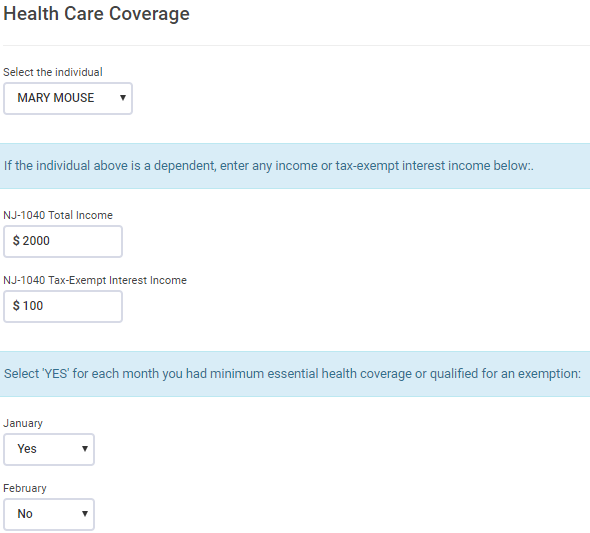 Health Care Coverage
Select the individual
MARY MOUSE
If the individual above is a dependent, enter any income or tax-exempt interest income below:.
NJ-1040 Total Income
$ 2000
NJ-1040 Tax-Exempt Interest Income
$ 100
Select 'YES' for each month you had minimum essential health coverage or qualified for an exemption:
January
Yes
February
No